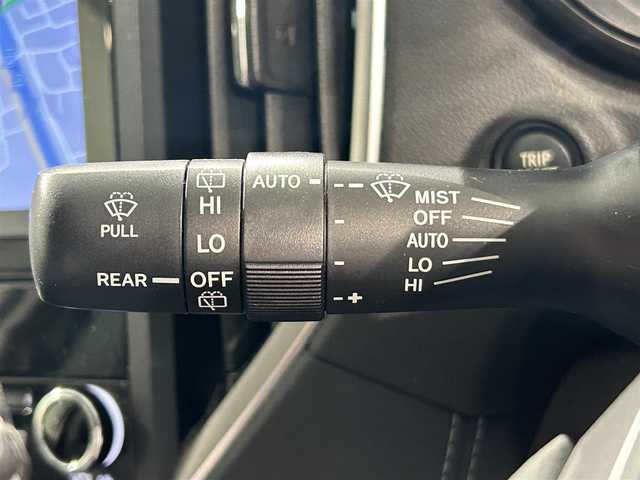 PULL
REAR
HI
LO
OFF
AUTO
- +
MIST
OFF
AUTO
LO
HI
TRIP